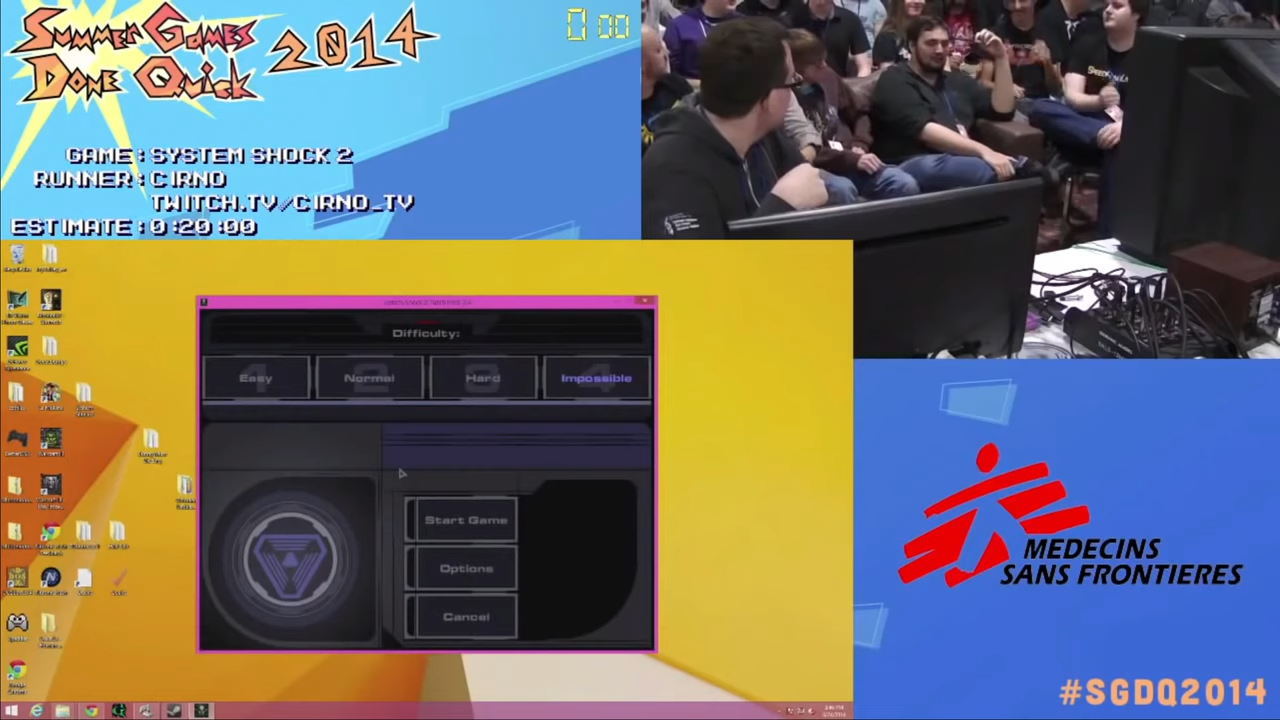 SUMMER GAMES
DONE QUICK
2014
0 00
GAME: SYSTEM SHOCK 2
RUNNER: CIRNO
TWITCH.TV/CIRNO_TV
ESTIMATE: 0:20:00
Difficulty:
Easy
Normal
Hard
Impossible
Start Game
Options
Cancel
MEDECINS
SANS FRONTIERES
#SGDQ2014